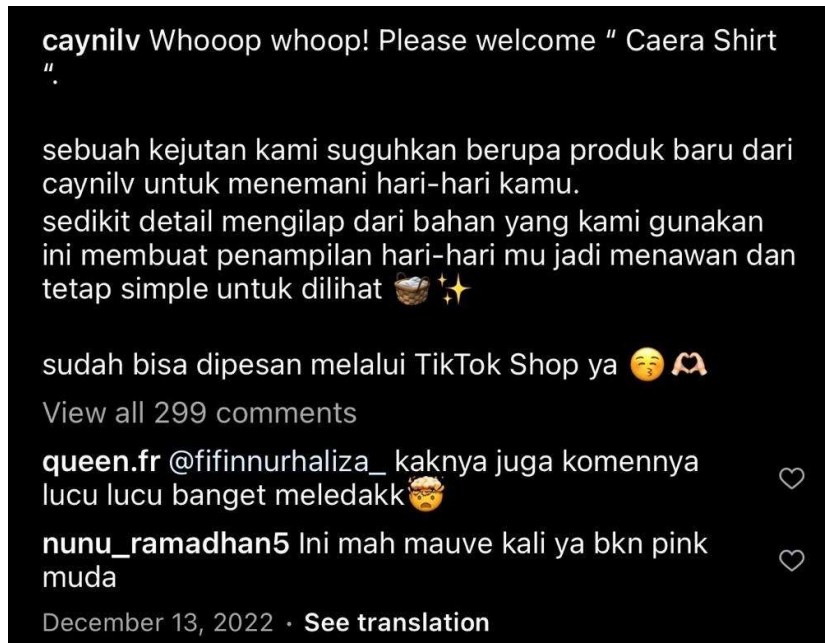 caynilv Whooop whoop! Please welcome “ Caera Shirt
“.
sebuah kejutan kami suguhkan berupa produk baru dari
caynilv untuk menemani hari-hari kamu.
sedikit detail mengilap dari bahan yang kami gunakan
ini membuat penampilan hari-hari mu jadi menawan dan
tetap simple untuk dilihat 🧺✨
sudah bisa dipesan melalui TikTok Shop ya 😚🫶🏻
View all 299 comments
queen.fr @fifinnurhaliza_ kaknya juga komennya
lucu lucu banget meledakk🤯
nunu_ramadhan5 Ini mah mauve kali ya bkn pink
muda
December 13, 2022 · See translation